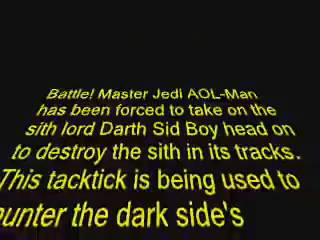 Battle! Master Jedi AOL-Man
has been forced to take on the
sith lord Darth Sid Boy head on
to destroy the sith in its tracks.
This tacktick is being used to
the dark side's